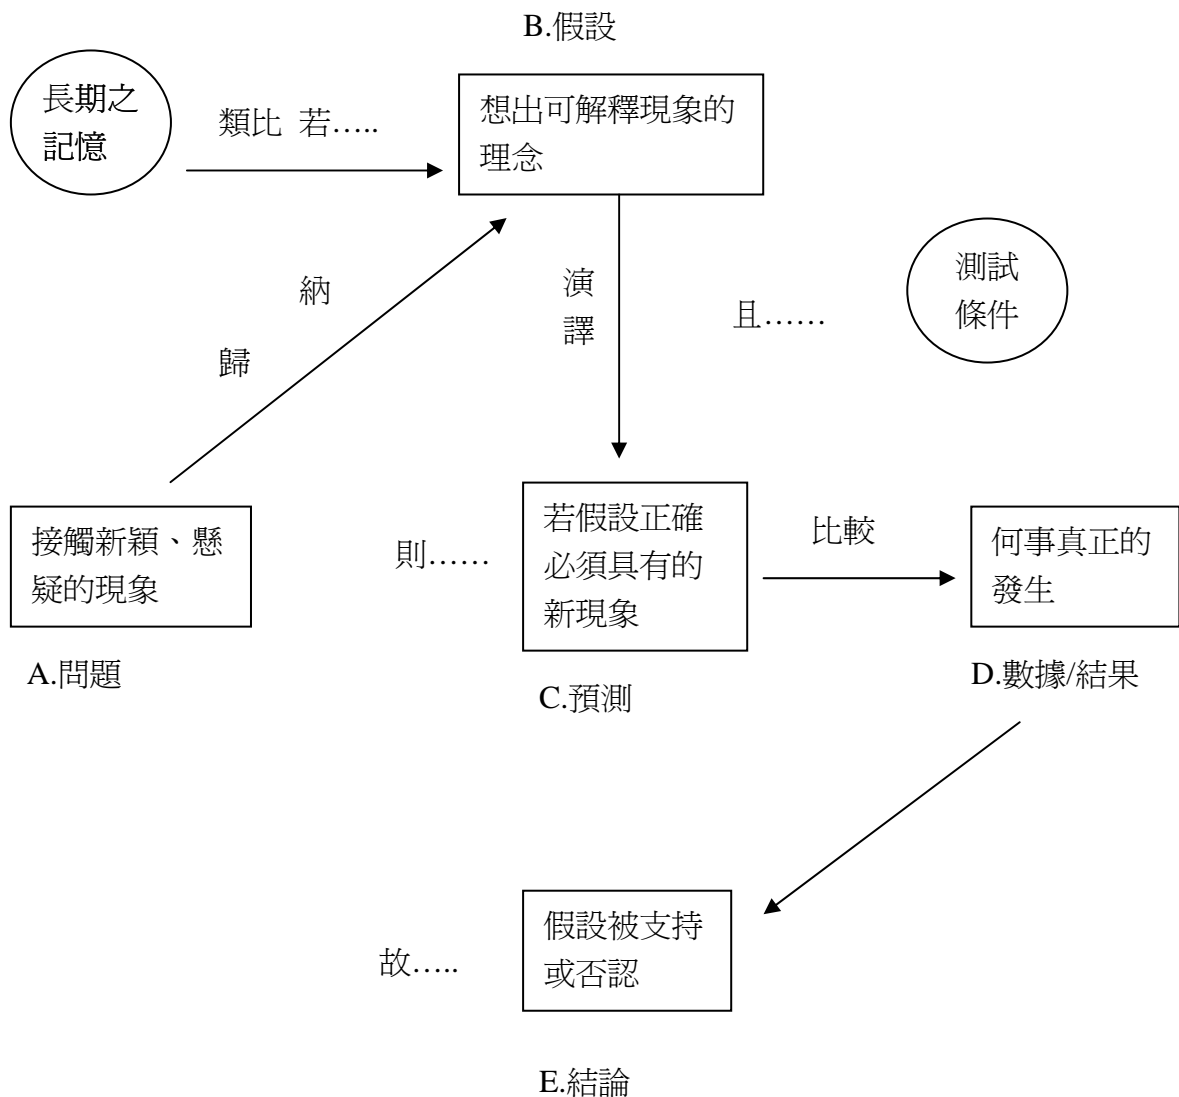 B.假設
長期之
記憶
類比 若…..
想出可解釋現象的
理念
歸 納
演
譯
且……
測試
條件
接觸新穎、懸
疑的現象
A.問題
則……
若假設正確
必須具有的
新現象
C.預測
比較
何事真正的
發生
D.數據/結果
故…..
假設被支持
或否認
E.結論